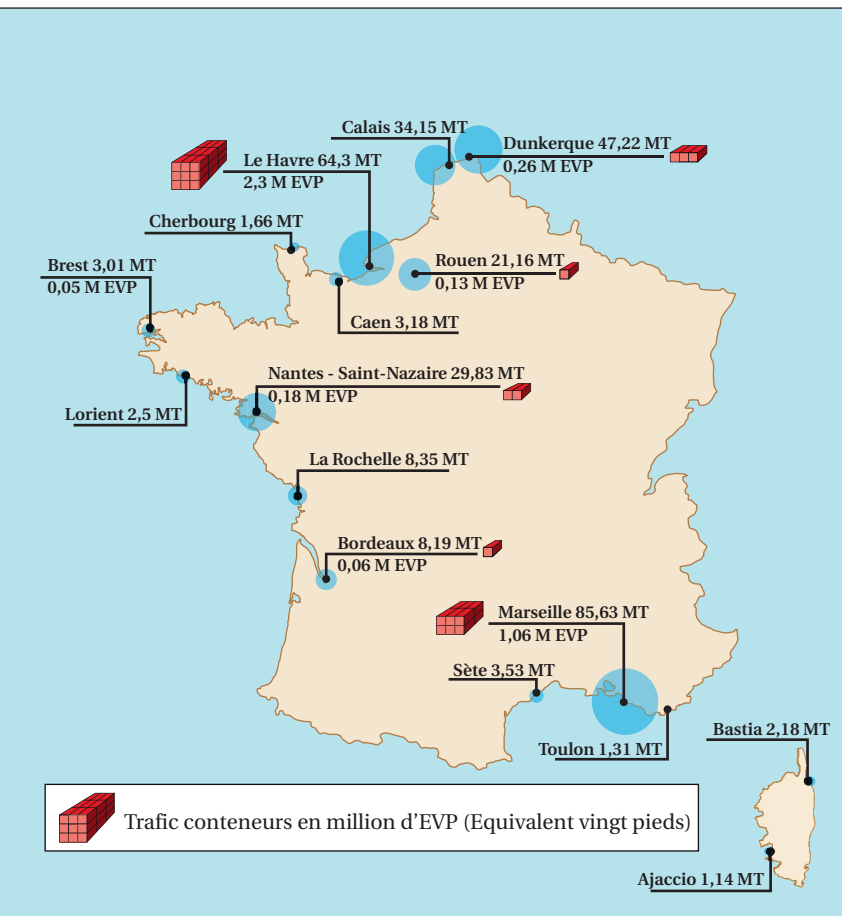 Calais 34,15 MT
Dunkerque 47,22 MT
0,26 M EVP
Le Havre 64,3 MT
2,3 M EVP
Cherbourg 1,66 MT
Brest 3,01 MT
0,05 M EVP
Rouen 21,16 MT
0,13 M EVP
Caen 3,18 MT
Nantes - Saint-Nazaire 29,83 MT
0,18 M EVP
Lorient 2,5 MT
La Rochelle 8,35 MT
Bordeaux 8,19 MT
0,06 M EVP
Marseille 85,63 MT
1,06 M EVP
Sète 3,53 MT
Toulon 1,31 MT
Bastia 2,18 MT
Trafic conteneurs en million d'EVP (Equivalent vingt pieds)
Ajaccio 1,14 MT